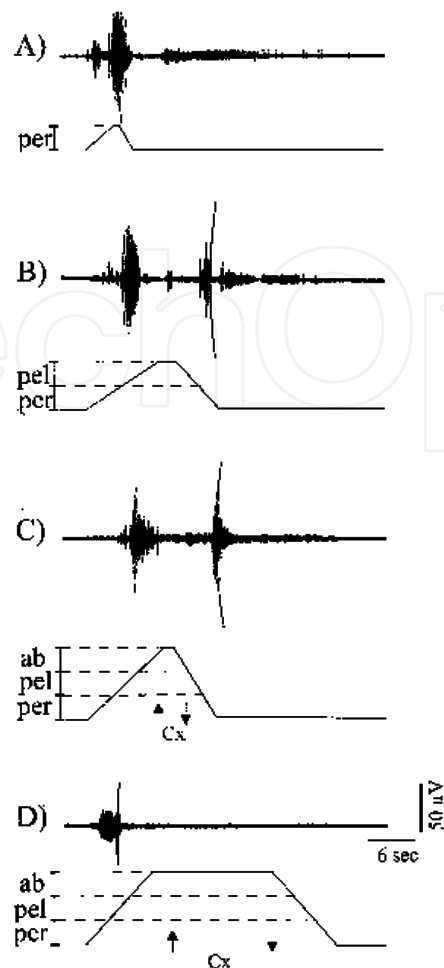 A)
per
B)
pel
per
C)
ab
pel
per
Cx
D)
50 µV
6 sec
ab
pel
per
Cx